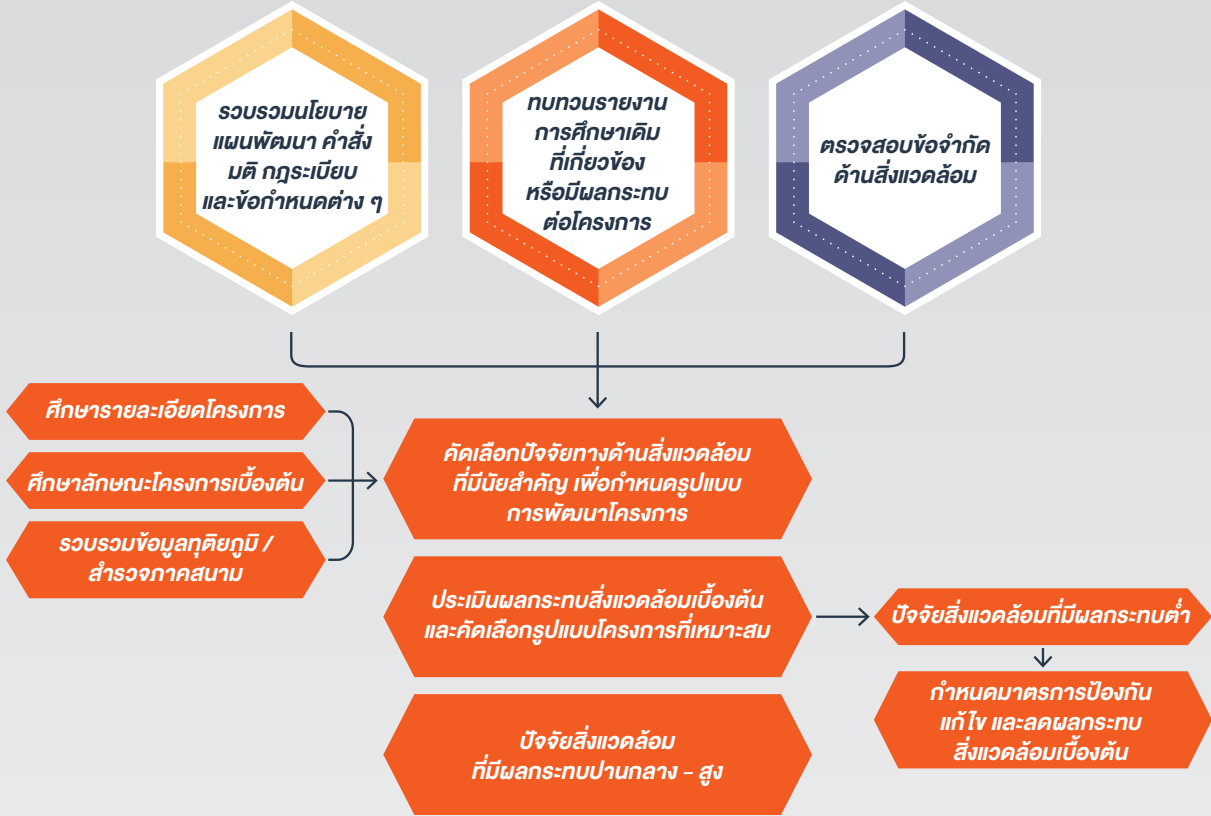 รวบรวมนโยบาย
แผนพัฒนา คำสั่ง
มติ กฎระเบียบ
และข้อกำหนดต่าง ๆ
ทบทวนรายงาน
การศึกษาเดิม
ที่เกี่ยวข้อง
หรือมีผลกระทบ
ต่อโครงการ
ตรวจสอบข้อจำกัด
ด้านสิ่งแวดล้อม
ศึกษารายละเอียดโครงการ
ศึกษาลักษณะโครงการเบื้องต้น
รวบรวมข้อมูลทุติยภูมิ /
สำรวจภาคสนาม
คัดเลือกปัจจัยทางด้านสิ่งแวดล้อม
ที่มีนัยสำคัญ เพื่อกำหนดรูปแบบ
การพัฒนาโครงการ
ประเมินผลกระทบสิ่งแวดล้อมเบื้องต้น
และคัดเลือกรูปแบบโครงการที่เหมาะสม
ปัจจัยสิ่งแวดล้อมที่มีผลกระทบต่ำ
กำหนดมาตรการป้องกัน
แก้ไข และลดผลกระทบ
สิ่งแวดล้อมเบื้องต้น
ปัจจัยสิ่งแวดล้อม
ที่มีผลกระทบปานกลาง - สูง